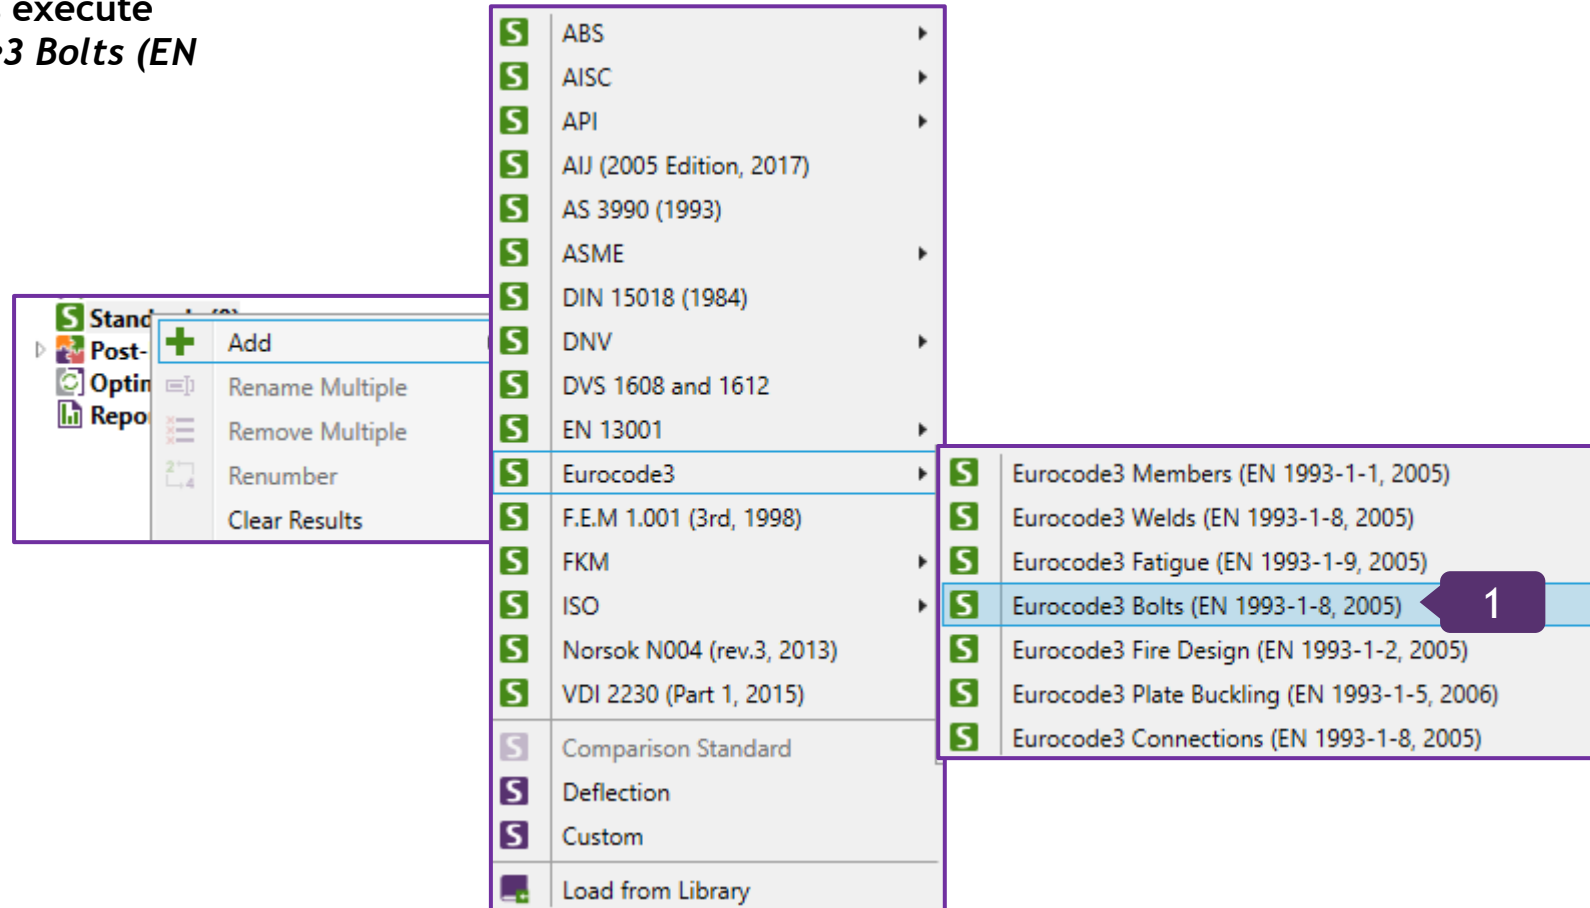 execute
3 Bolts (EN
Standards (0)
Post-
Optim
Repo
Add
Rename Multiple
Remove Multiple
Renumber
Clear Results
ABS
AISC
API
AIJ (2005 Edition, 2017)
AS 3990 (1993)
ASME
DIN 15018 (1984)
DNV
DVS 1608 and 1612
EN 13001
Eurocode3
F.E.M 1.001 (3rd, 1998)
FKM
ISO
Norsok N004 (rev.3, 2013)
VDI 2230 (Part 1, 2015)
Comparison Standard
Deflection
Custom
Load from Library
Eurocode3 Members (EN 1993-1-1, 2005)
Eurocode3 Welds (EN 1993-1-8, 2005)
Eurocode3 Fatigue (EN 1993-1-9, 2005)
Eurocode3 Bolts (EN 1993-1-8, 2005)
1
Eurocode3 Fire Design (EN 1993-1-2, 2005)
Eurocode3 Plate Buckling (EN 1993-1-5, 2006)
Eurocode3 Connections (EN 1993-1-8, 2005)